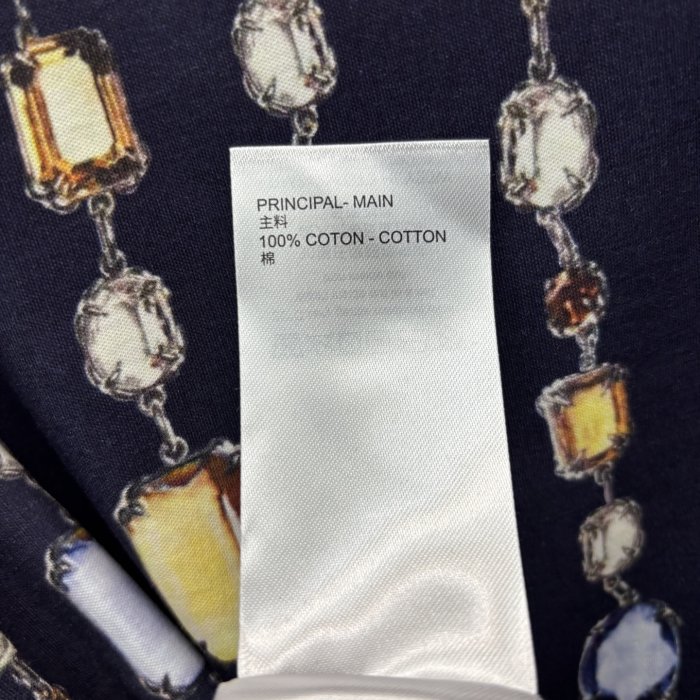 PRINCIPAL- MAIN
主料
100% COTON - COTTON
棉